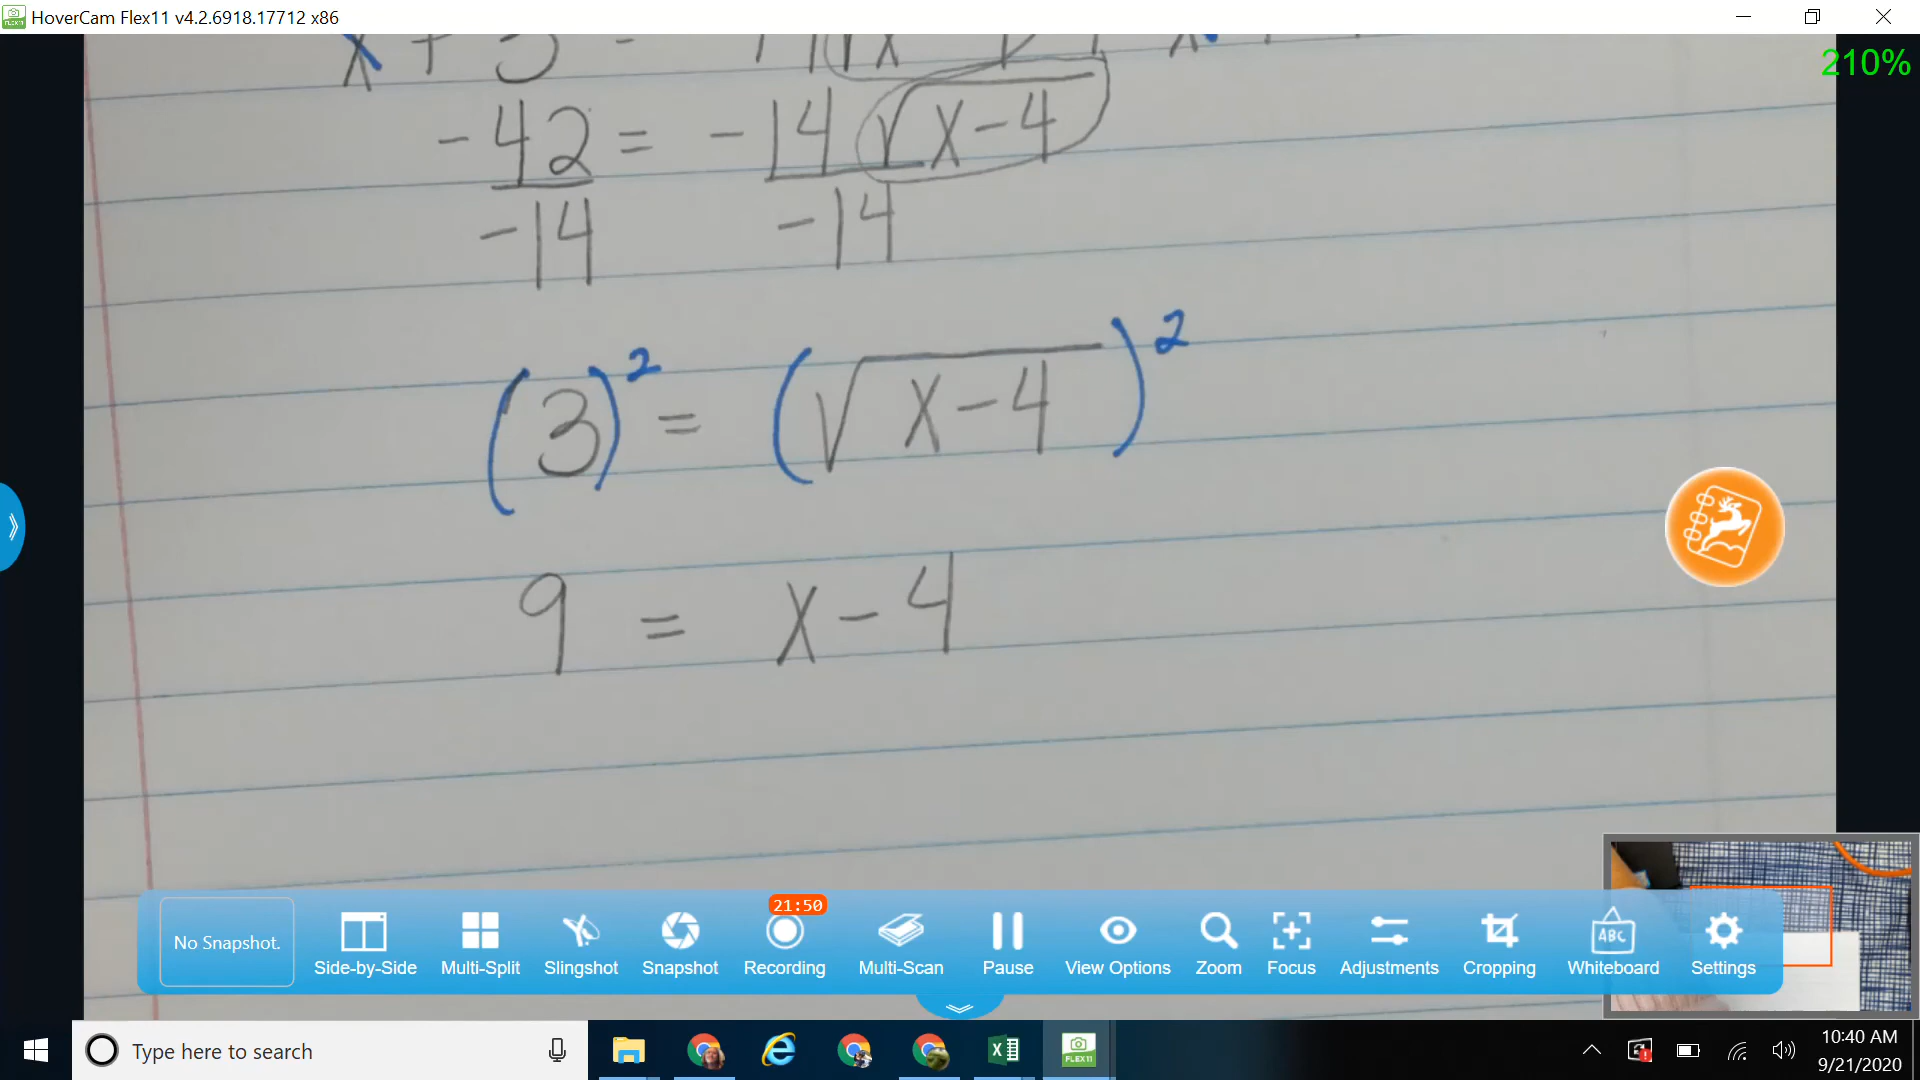 HoverCam Flex11 v4.2.6918.17712 x86
210%
x + 3 =
-42 = -14 √x-4
-14 -14
(3)² = (√x-4)²
9 = x-4
No Snapshot.
21:50
Side-by-Side Multi-Split Slingshot Snapshot Recording Multi-Scan Pause View Options Zoom Focus Adjustments Cropping ABC Whiteboard Settings
Type here to search
FLEX11
10:40 AM
9/21/2020